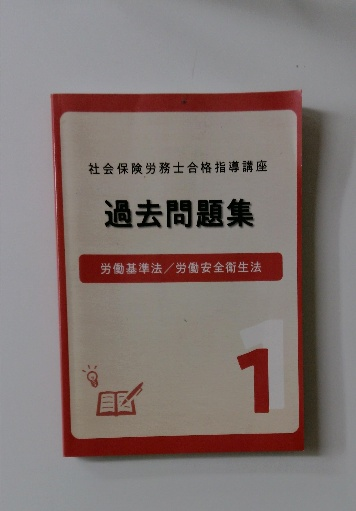 社会保険労務士合格指導講座
過去問題集
労働基準法／労働安全衛生法
1